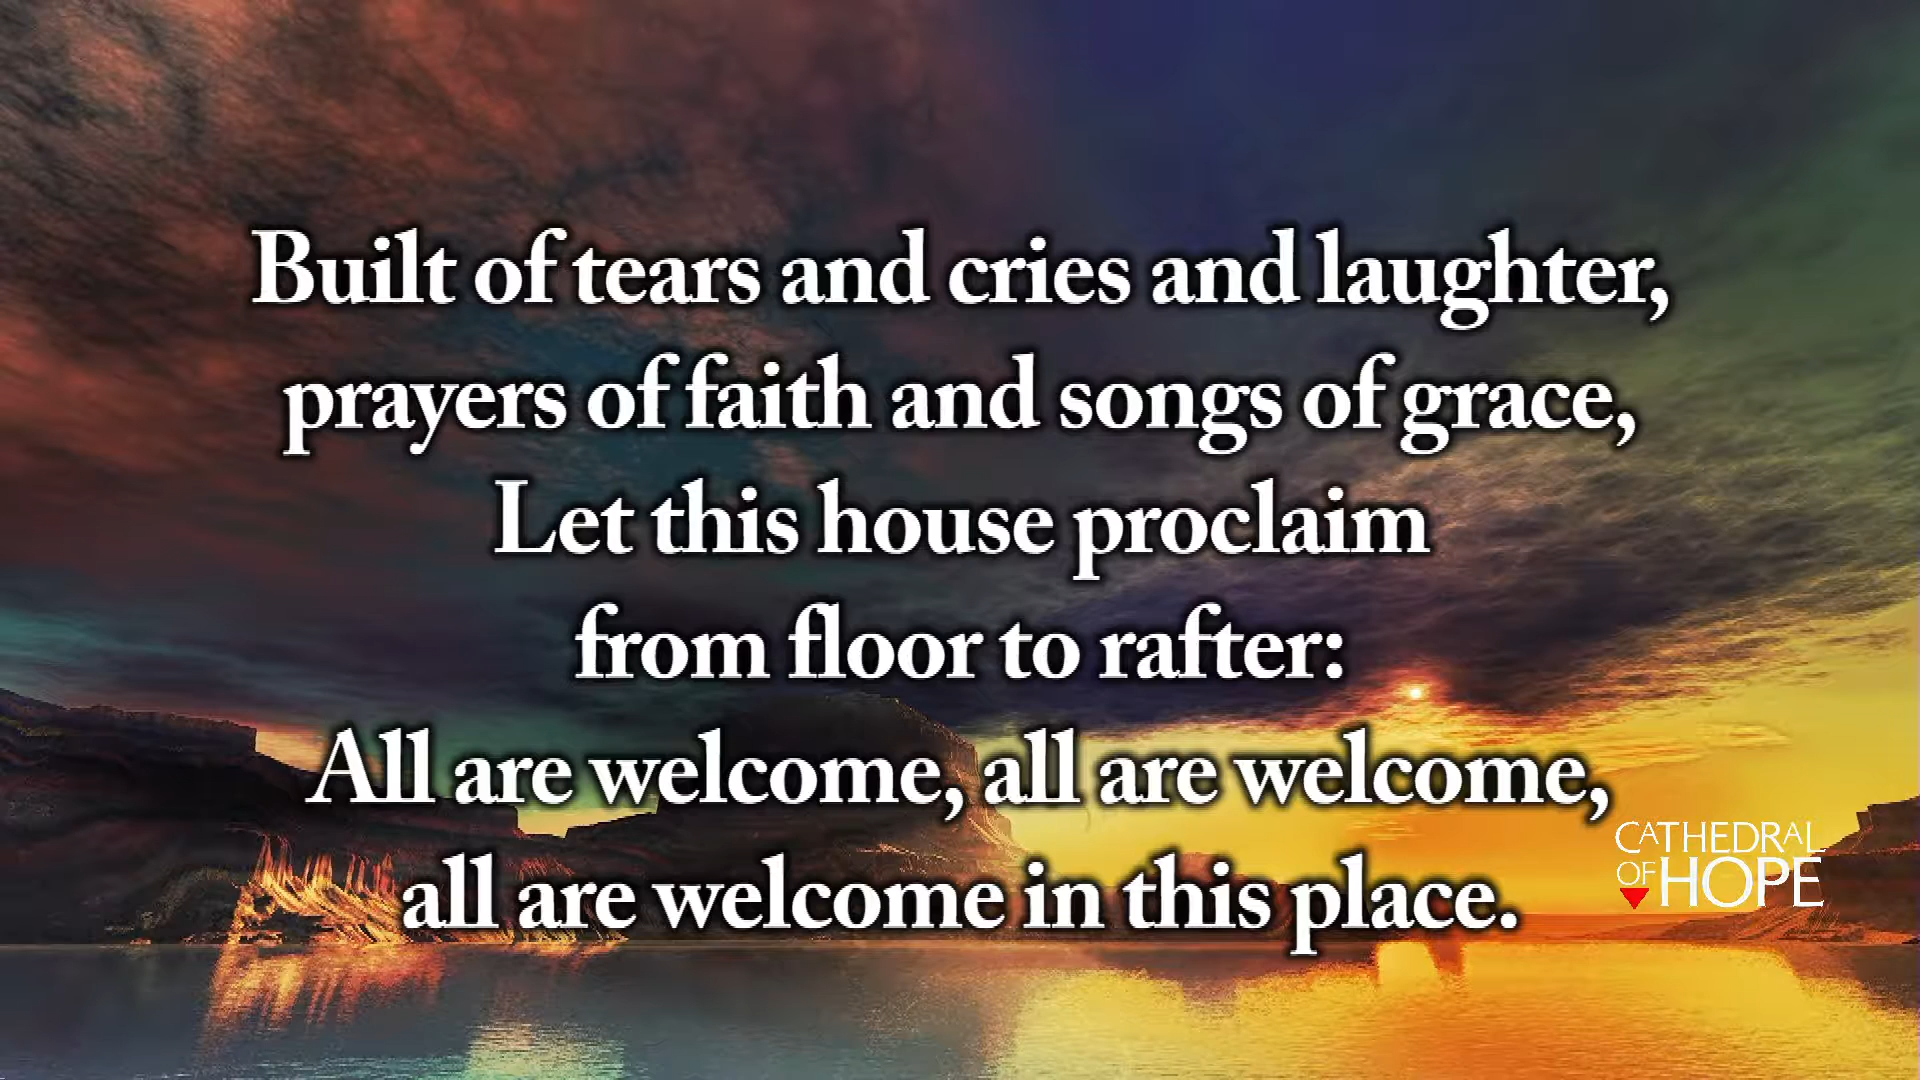 Built of tears and cries and laughter,
prayers of faith and songs of grace,
Let this house proclaim
from floor to rafter:
All are welcome, all are welcome,
all are welcome in this place.
CATHEDRAL
OF HOPE